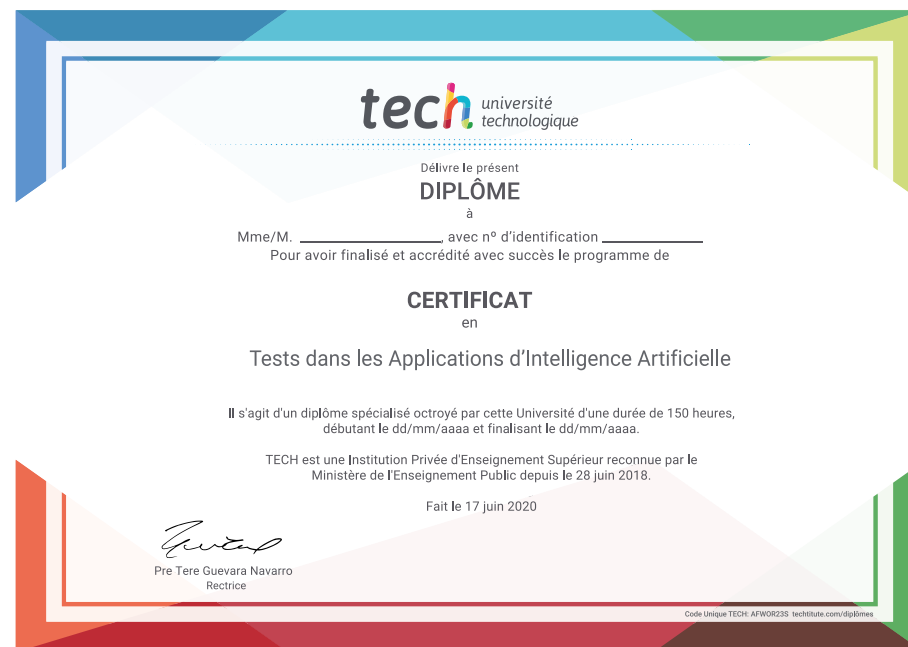 tech université
technologique
Délivre le présent
DIPLÔME
à
Mme/M. ____________________, avec nº d'identification ______________
Pour avoir finalisé et accrédité avec succès le programme de
CERTIFICAT
en
Tests dans les Applications d'Intelligence Artificielle
Il s'agit d'un diplôme spécialisé octroyé par cette Université d'une durée de 150 heures,
débutant le dd/mm/aaaa et finalisant le dd/mm/aaaa.
TECH est une Institution Privée d'Enseignement Supérieur reconnue par le
Ministère de l'Enseignement Public depuis le 28 juin 2018.
Fait le 17 juin 2020
Pre Tere Guevara Navarro
Rectrice
Code Unique TECH: AFWOR23S techtitute.com/diplômes